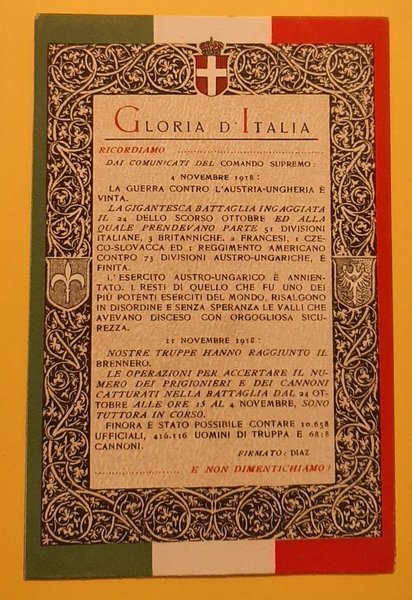 GLORIA D'ITALIA
RICORDIAMO ..............................
DAI COMUNICATI DEL COMANDO SUPREMO:
4 NOVEMBRE 1918:
LA GUERRA CONTRO L'AUSTRIA-UNGHERIA È
VINTA.
LA GIGANTESCA BATTAGLIA INGAGGIATA
IL 24 DELLO SCORSO OTTOBRE ED ALLA
QUALE PRENDEVANO PARTE 51 DIVISIONI
ITALIANE, 3 BRITANNICHE, 2 FRANCESI, 1 CZE-
CO-SLOVACCA ED 1 REGGIMENTO AMERICANO
CONTRO 73 DIVISIONI AUSTRO-UNGARICHE, È
FINITA.
L'ESERCITO AUSTRO-UNGARICO È ANNIEN-
TATO. I RESTI DI QUELLO CHE FU UNO DEI
PIÙ POTENTI ESERCITI DEL MONDO, RISALGONO
IN DISORDINE E SENZA SPERANZA LE VALLI CHE
AVEVANO DISCESO CON ORGOGLIOSA SICU-
REZZA.
11 NOVEMBRE 1918:
NOSTRE TRUPPE HANNO RAGGIUNTO IL
BRENNERO.
LE OPERAZIONI PER ACCERTARE IL NU-
MERO DEI PRIGIONIERI E DEI CANNONI
CATTURATI NELLA BATTAGLIA DAL 24 OT-
TOBRE ALLE ORE 15 AL 4 NOVEMBRE, SONO
TUTTORA IN CORSO.
FINORA È STATO POSSIBILE CONTARE 10.658
UFFICIALI, 416.116 UOMINI DI TRUPPA E 6818
CANNONI.
FIRMATO: DIAZ
.............................. E NON DIMENTICHIAMO!